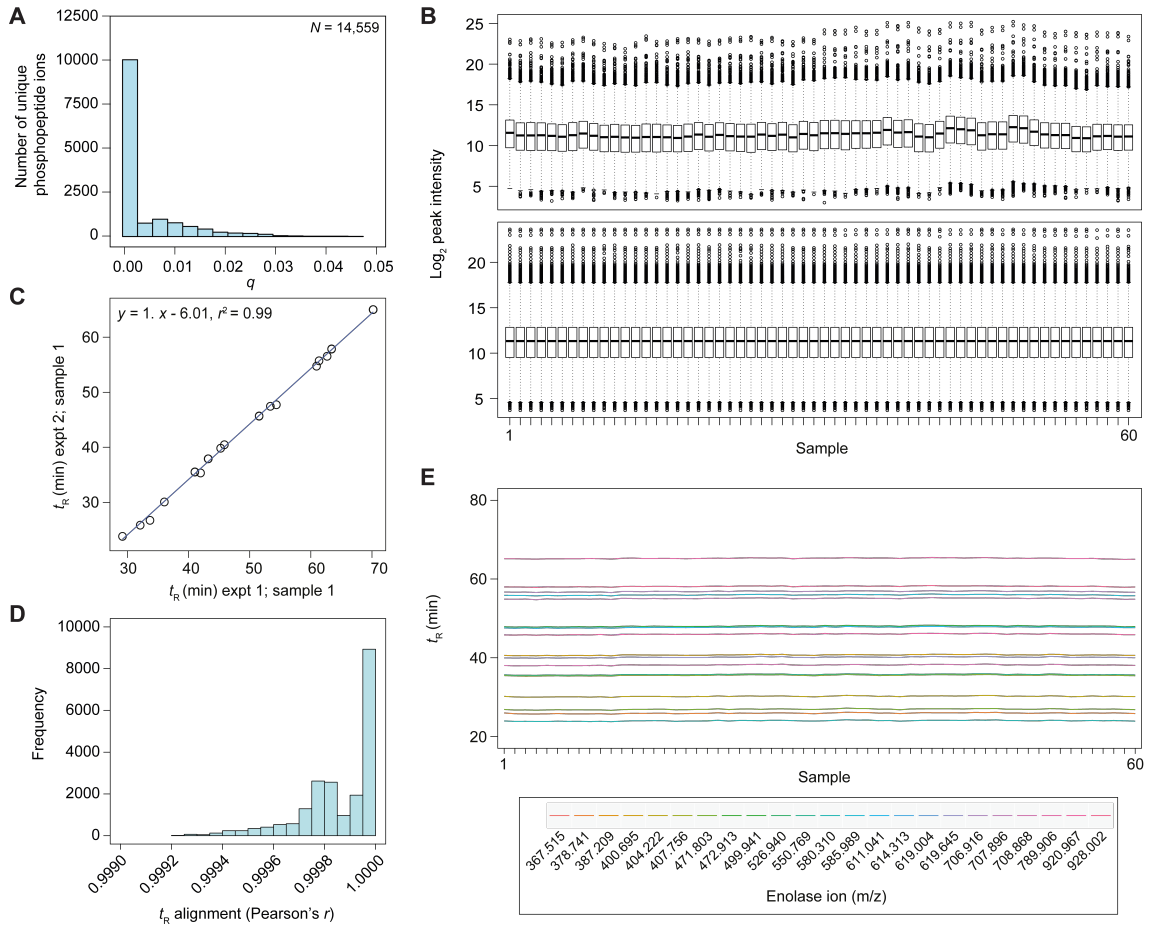 A
12500
10000
7500
5000
2500
0
Number of unique
phosphopeptide ions
N = 14,559
0.00 0.01 0.02 0.03 0.04 0.05
q
B
25
20
15
10
5
Log2 peak intensity
20
15
10
5
1 60
Sample
C
y = 1. x - 6.01, r² = 0.99
60
50
40
30
tR (min) expt 2; sample 1
30 40 50 60 70
tR (min) expt 1; sample 1
D
10000
8000
6000
4000
2000
0
Frequency
0.9990 0.9992 0.9994 0.9996 0.9998 1.0000
tR alignment (Pearson's r)
E
80
60
40
20
tR (min)
1 60
Sample
367.515 378.741 387.209 400.695 404.222 407.756 471.803 472.913 499.941 526.940 550.769 580.310 585.989 611.041 614.313 619.004 619.645 706.916 707.896 708.868 789.906 920.967 928.002
Enolase ion (m/z)